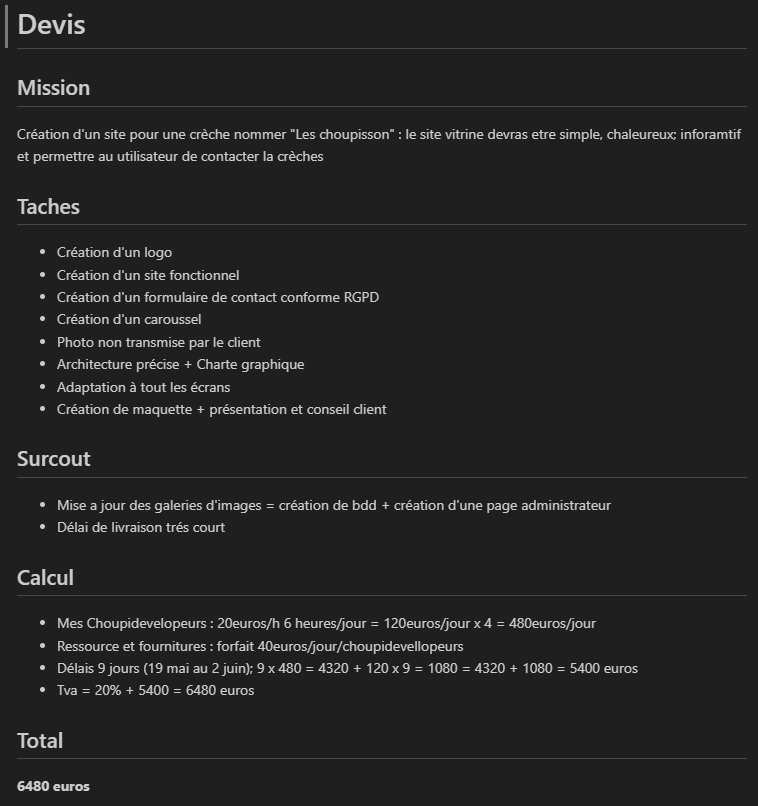 Devis
Mission
Création d'un site pour une crèche nommer "Les choupisson" : le site vitrine devras etre simple, chaleureux; inforamtif
et permettre au utilisateur de contacter la crèches
Taches
• Création d'un logo
• Création d'un site fonctionnel
• Création d'un formulaire de contact conforme RGPD
• Création d'un caroussel
• Photo non transmise par le client
• Architecture précise + Charte graphique
• Adaptation à tout les écrans
• Création de maquette + présentation et conseil client
Surcout
• Mise a jour des galeries d'images = création de bdd + création d'une page administrateur
• Délai de livraison trés court
Calcul
• Mes Choupidevelopeurs : 20euros/h 6 heures/jour = 120euros/jour x 4 = 480euros/jour
• Ressource et fournitures : forfait 40euros/jour/choupidevellopeurs
• Délais 9 jours (19 mai au 2 juin); 9 x 480 = 4320 + 120 x 9 = 1080 = 4320 + 1080 = 5400 euros
• Tva = 20% + 5400 = 6480 euros
Total
6480 euros